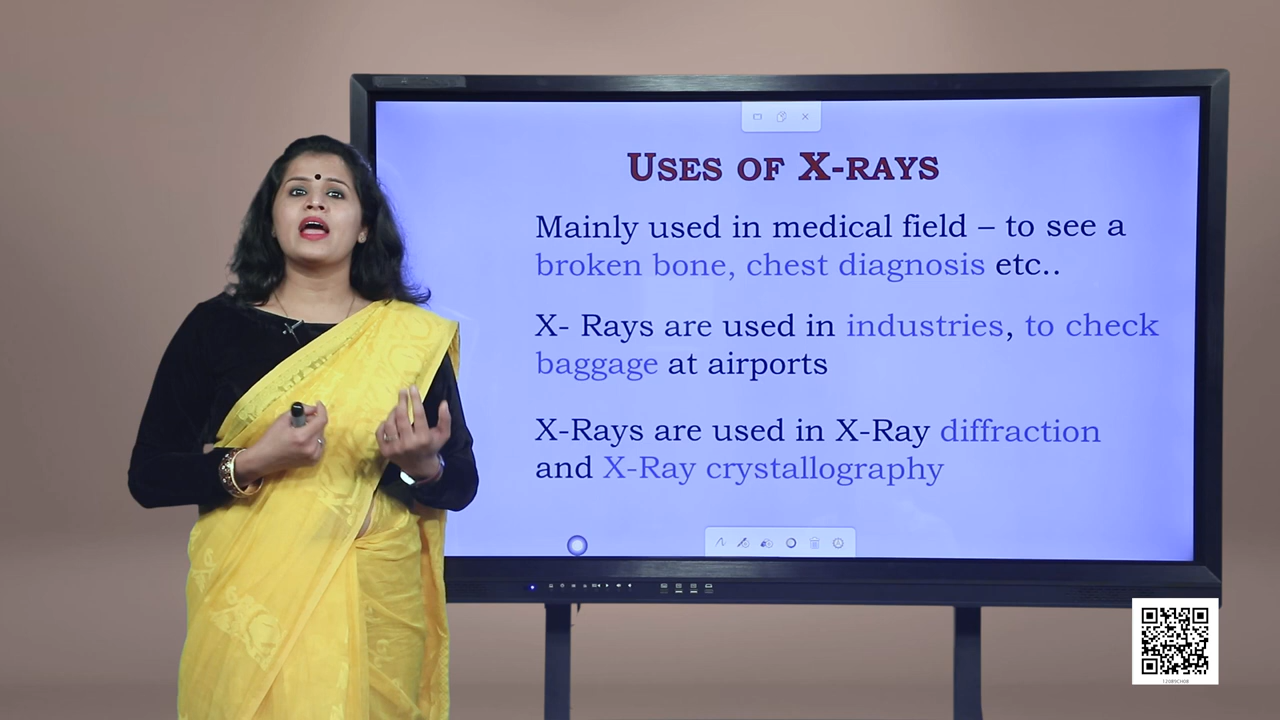 USES OF X-RAYS
Mainly used in medical field – to see a
broken bone, chest diagnosis etc..
X- Rays are used in industries, to check
baggage at airports
X-Rays are used in X-Ray diffraction
and X-Ray crystallography